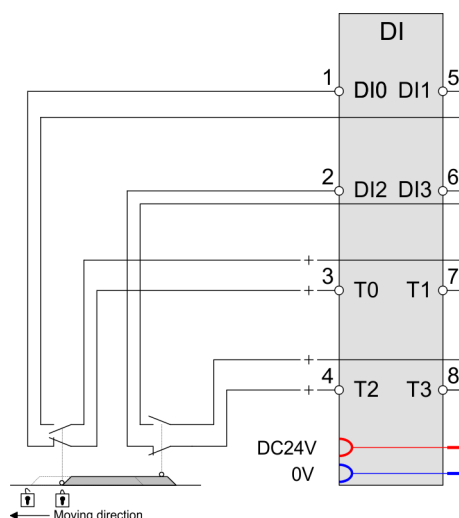 DI
1 DI0 DI1 5
2 DI2 DI3 6
+
+ 3 T0 T1 7
+
+ 4 T2 T3 8
DC24V
0V
Moving direction